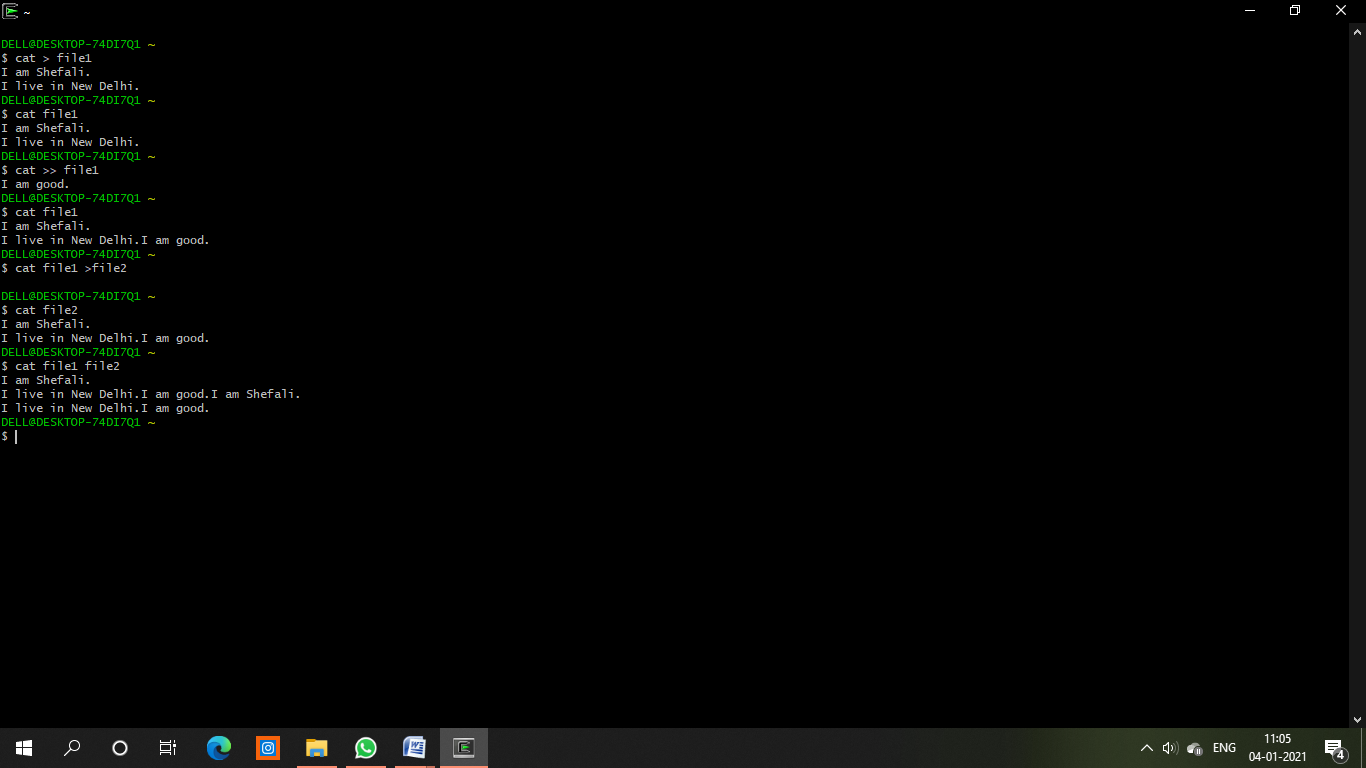 ~
DELL@DESKTOP-74DI7Q1 ~
$ cat > file1
I am Shefali.
I live in New Delhi.
DELL@DESKTOP-74DI7Q1 ~
$ cat file1
I am Shefali.
I live in New Delhi.
DELL@DESKTOP-74DI7Q1 ~
$ cat >> file1
I am good.
DELL@DESKTOP-74DI7Q1 ~
$ cat file1
I am Shefali.
I live in New Delhi.I am good.
DELL@DESKTOP-74DI7Q1 ~
$ cat file1 >file2
DELL@DESKTOP-74DI7Q1 ~
$ cat file2
I am Shefali.
I live in New Delhi.I am good.
DELL@DESKTOP-74DI7Q1 ~
$ cat file1 file2
I am Shefali.
I live in New Delhi.I am good.I am Shefali.
I live in New Delhi.I am good.
DELL@DESKTOP-74DI7Q1 ~
$
ENG
11:05
04-01-2021
4